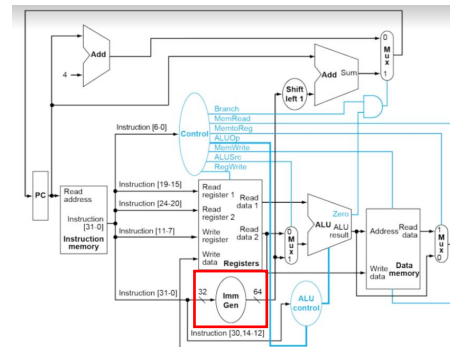 Add
4
Add Sum
Shift
left 1
0
Mux
1
Branch
MemRead
MemtoReg
ALUOp
MemWrite
ALUSrc
RegWrite
Control
Instruction [6-0]
PC
Read
address
Instruction
[31-0]
Instruction
memory
Instruction [19-15]
Instruction [24-20]
Instruction [11-7]
Instruction [31-0]
Read
register 1
Read
register 2
Write
register
Write
data
Read
data 1
Read
data 2
Registers
0
Mux
1
Zero
ALU ALU
result
Address
Read
data
Write
data
Data
memory
1
Mux
0
32
Imm
Gen
64
ALU
control
Instruction [30,14-12]